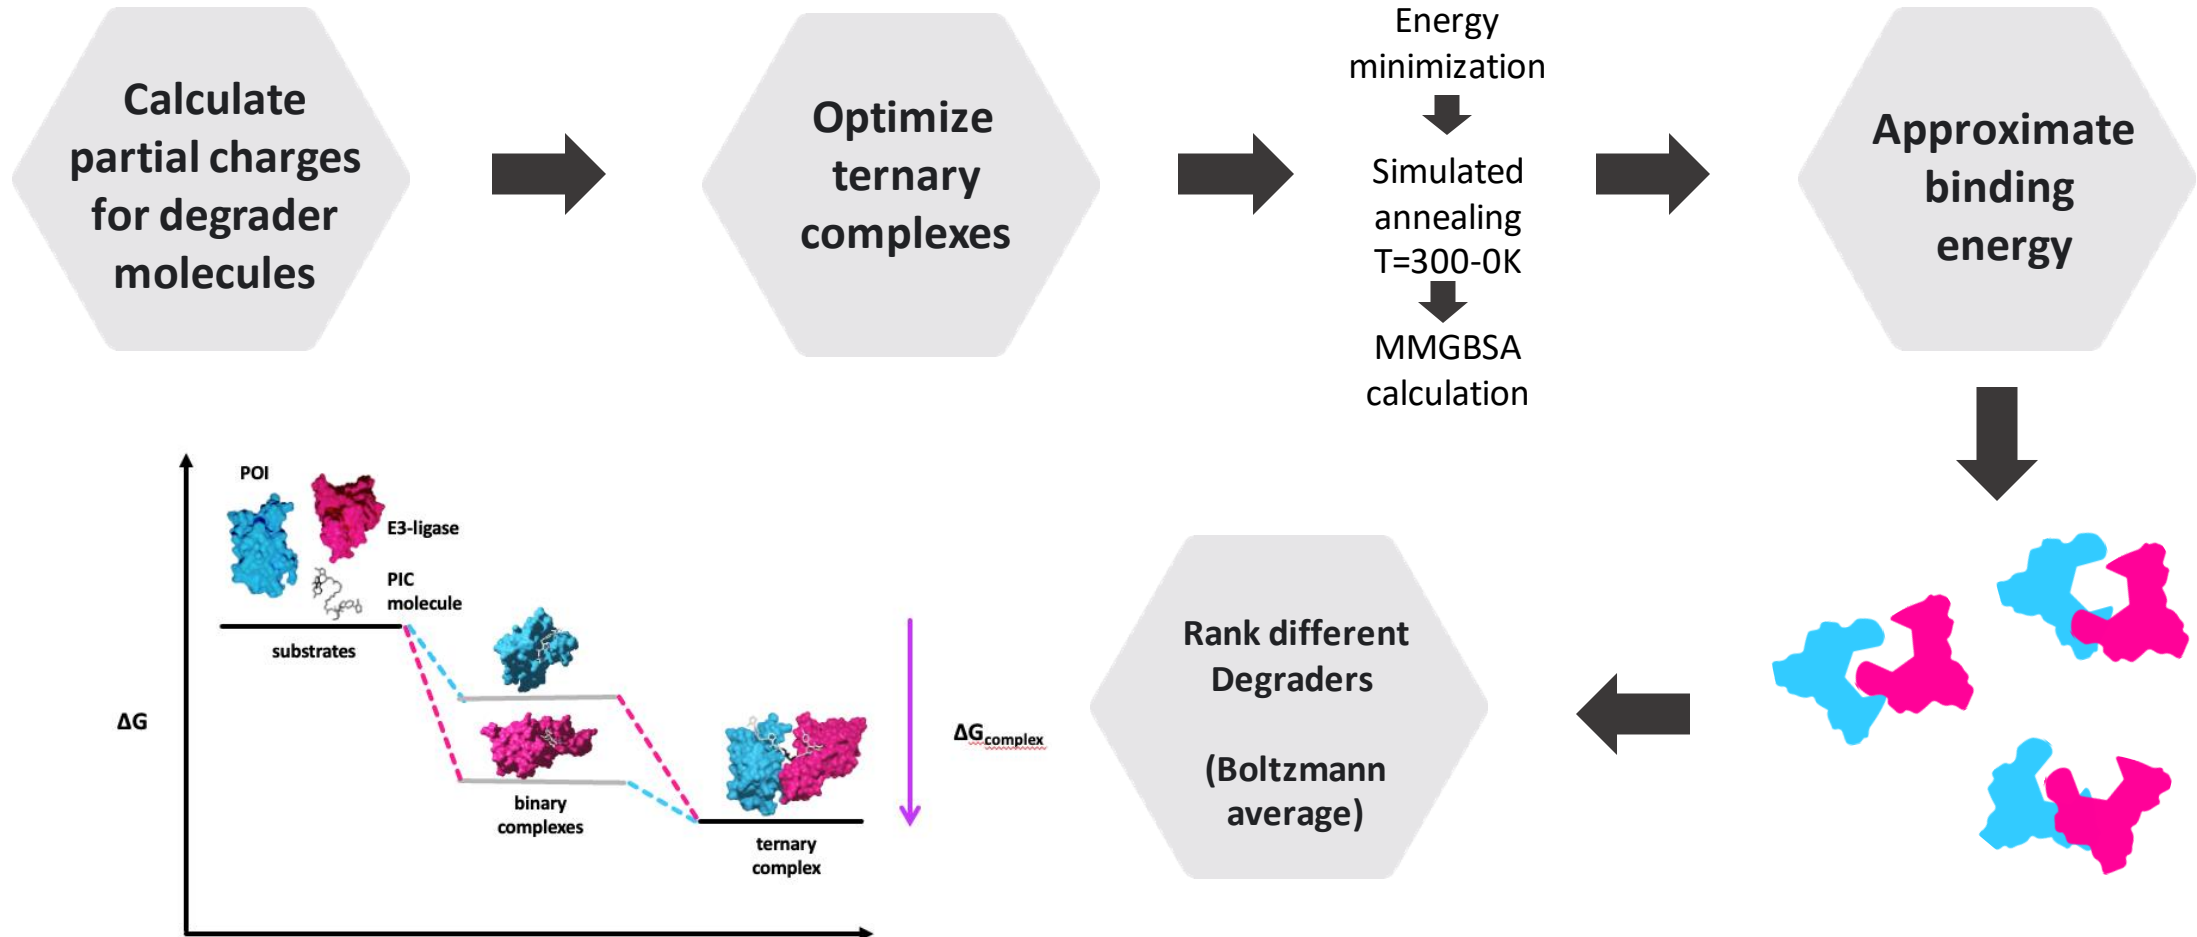 Calculate
partial charges
for degrader
molecules
Optimize
ternary
complexes
Energy
minimization
Simulated
annealing
T=300-0K
MMGBSA
calculation
Approximate
binding
energy
POI
E3-ligase
PIC
molecule
substrates
ΔG
binary
complexes
ternary
complex
ΔGcomplex
Rank different
Degraders
(Boltzmann
average)